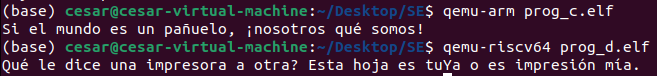 (base) cesar@cesar-virtual-machine:~/Desktop/SE$ qemu-arm prog_c.elf
Si el mundo es un pañuelo, ¡nosotros qué somos!
(base) cesar@cesar-virtual-machine:~/Desktop/SE$ qemu-riscv64 prog_d.elf
Qué le dice una impresora a otra? Esta hoja es tuYa o es impresión mía.